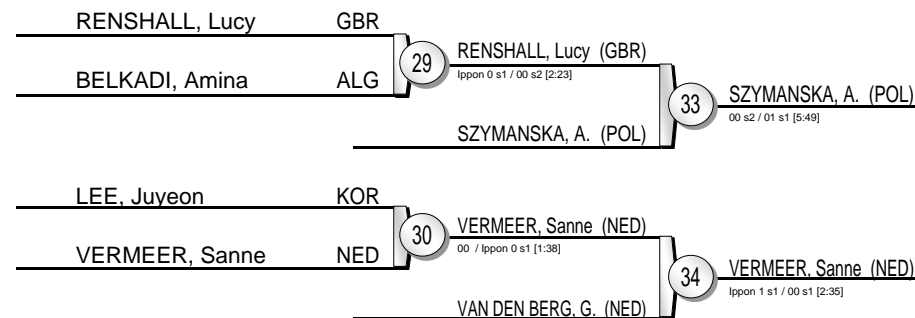 RENSHALL, Lucy GBR
BELKADI, Amina ALG
29
RENSHALL, Lucy (GBR)
Ippon 0 s1 / 00 s2 [2:23]
SZYMANSKA, A. (POL)
33
SZYMANSKA, A. (POL)
00 s2 / 01 s1 [5:49]
LEE, Juyeon KOR
VERMEER, Sanne NED
30
VERMEER, Sanne (NED)
00 / Ippon 0 s1 [1:38]
VAN DEN BERG, G. (NED)
34
VERMEER, Sanne (NED)
Ippon 1 s1 / 00 s1 [2:35]